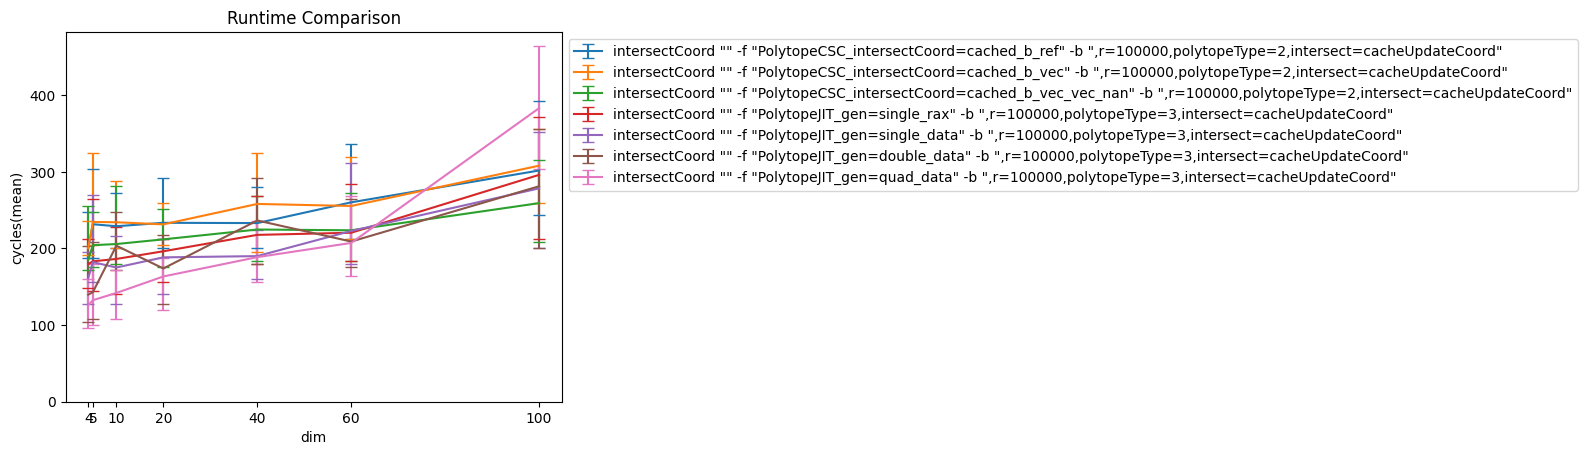 Runtime Comparison
cycles(mean)
400
300
200
100
0
4 5 10 20 40 60 100
dim
intersectCoord "" -f "PolytopeCSC_intersectCoord=cached_b_ref" -b ",r=100000,polytopeType=2,intersect=cacheUpdateCoord"
intersectCoord "" -f "PolytopeCSC_intersectCoord=cached_b_vec" -b ",r=100000,polytopeType=2,intersect=cacheUpdateCoord"
intersectCoord "" -f "PolytopeCSC_intersectCoord=cached_b_vec_vec_nan" -b ",r=100000,polytopeType=2,intersect=cacheUpdateCoord"
intersectCoord "" -f "PolytopeJIT_gen=single_rax" -b ",r=100000,polytopeType=3,intersect=cacheUpdateCoord"
intersectCoord "" -f "PolytopeJIT_gen=single_data" -b ",r=100000,polytopeType=3,intersect=cacheUpdateCoord"
intersectCoord "" -f "PolytopeJIT_gen=double_data" -b ",r=100000,polytopeType=3,intersect=cacheUpdateCoord"
intersectCoord "" -f "PolytopeJIT_gen=quad_data" -b ",r=100000,polytopeType=3,intersect=cacheUpdateCoord"